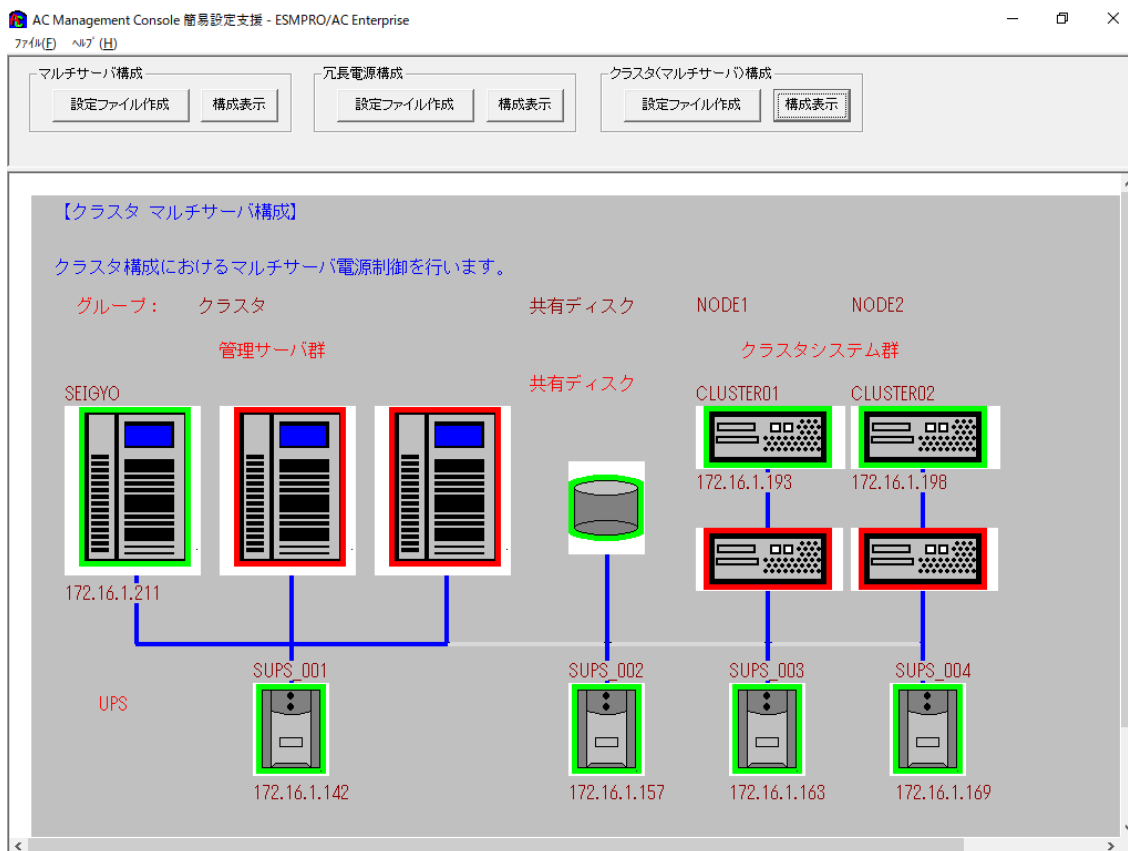 AC Management Console 簡易設定支援 - ESMPRO/AC Enterprise
ファイル(F) ヘルプ(H)
マルチサーバ構成 冗長電源構成 クラスタ(マルチサーバ)構成
設定ファイル作成 構成表示 設定ファイル作成 構成表示 設定ファイル作成 構成表示
【クラスタ マルチサーバ構成】
クラスタ構成におけるマルチサーバ電源制御を行います。
グループ: クラスタ 共有ディスク NODE1 NODE2
管理サーバ群 クラスタシステム群
共有ディスク
SEIGYO CLUSTER01 CLUSTER02
172.16.1.193 172.16.1.198
172.16.1.211
SUPS_001 SUPS_002 SUPS_003 SUPS_004
UPS
172.16.1.142 172.16.1.157 172.16.1.163 172.16.1.169